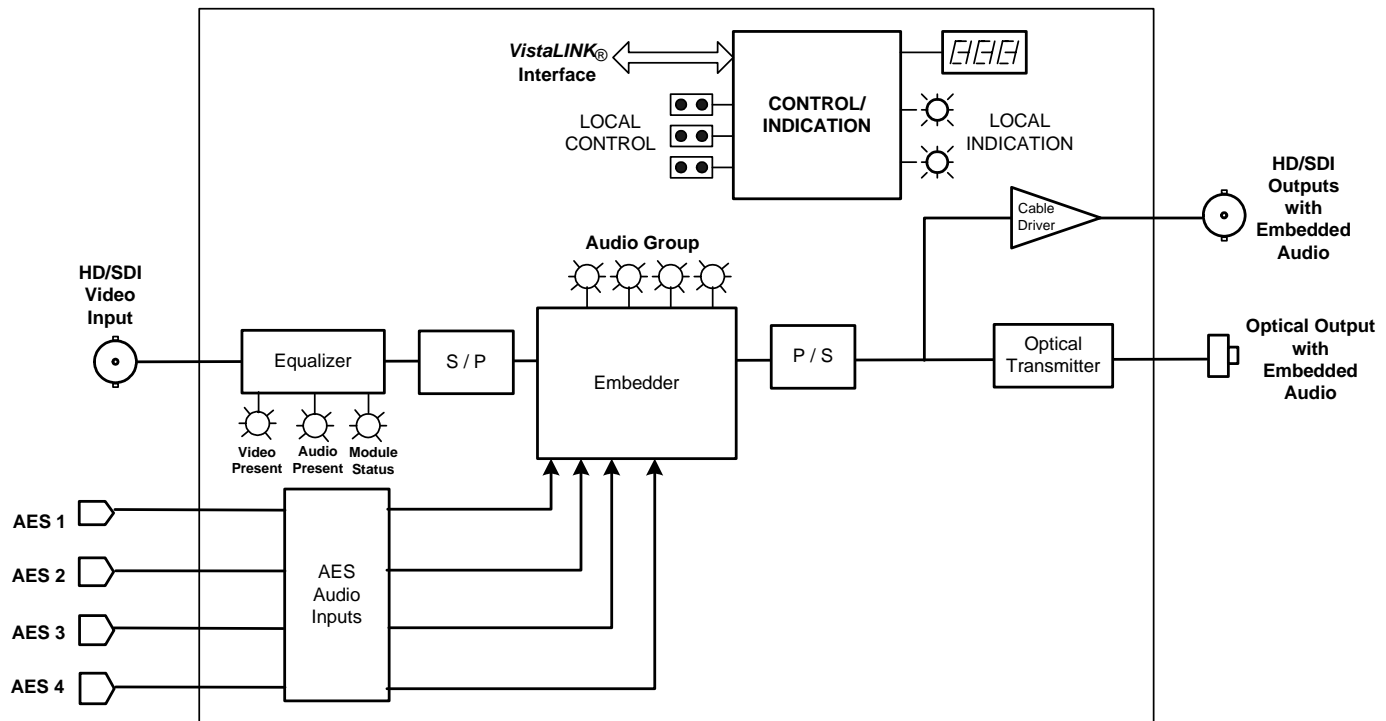 VistaLINK®
Interface
LOCAL
CONTROL
CONTROL/
INDICATION
LOCAL
INDICATION
HD/SDI
Outputs
with
Embedded
Audio
Cable
Driver
Audio Group
HD/SDI
Video
Input
Equalizer
S / P
Embedder
P / S
Optical
Transmitter
Optical Output
with
Embedded
Audio
Video
Present
Audio
Present
Module
Status
AES 1
AES 2
AES 3
AES 4
AES
Audio
Inputs